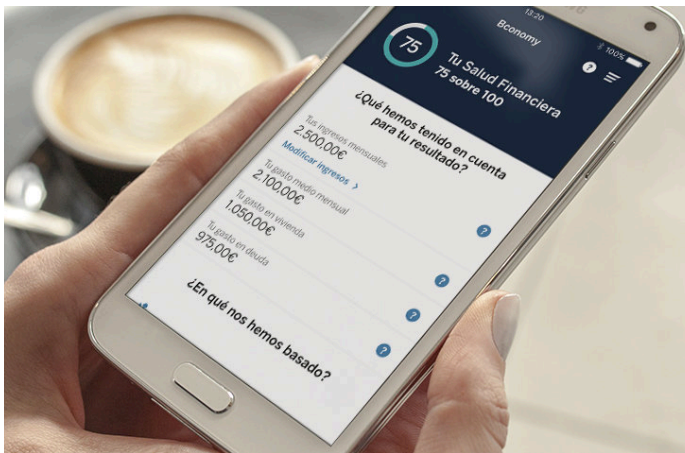 13:20
100%
Bconomy
?
75
Tu Salud Financiera
75 sobre 100
¿Qué hemos tenido en cuenta
para tu resultado?
Tus ingresos mensuales
2.500,00€
Modificar ingresos >
?
Tu gasto medio mensual
2.100,00€
?
Tu gasto en vivienda
1.050,00€
?
Tu gasto en deuda
975,00€
?
¿En qué nos hemos basado?